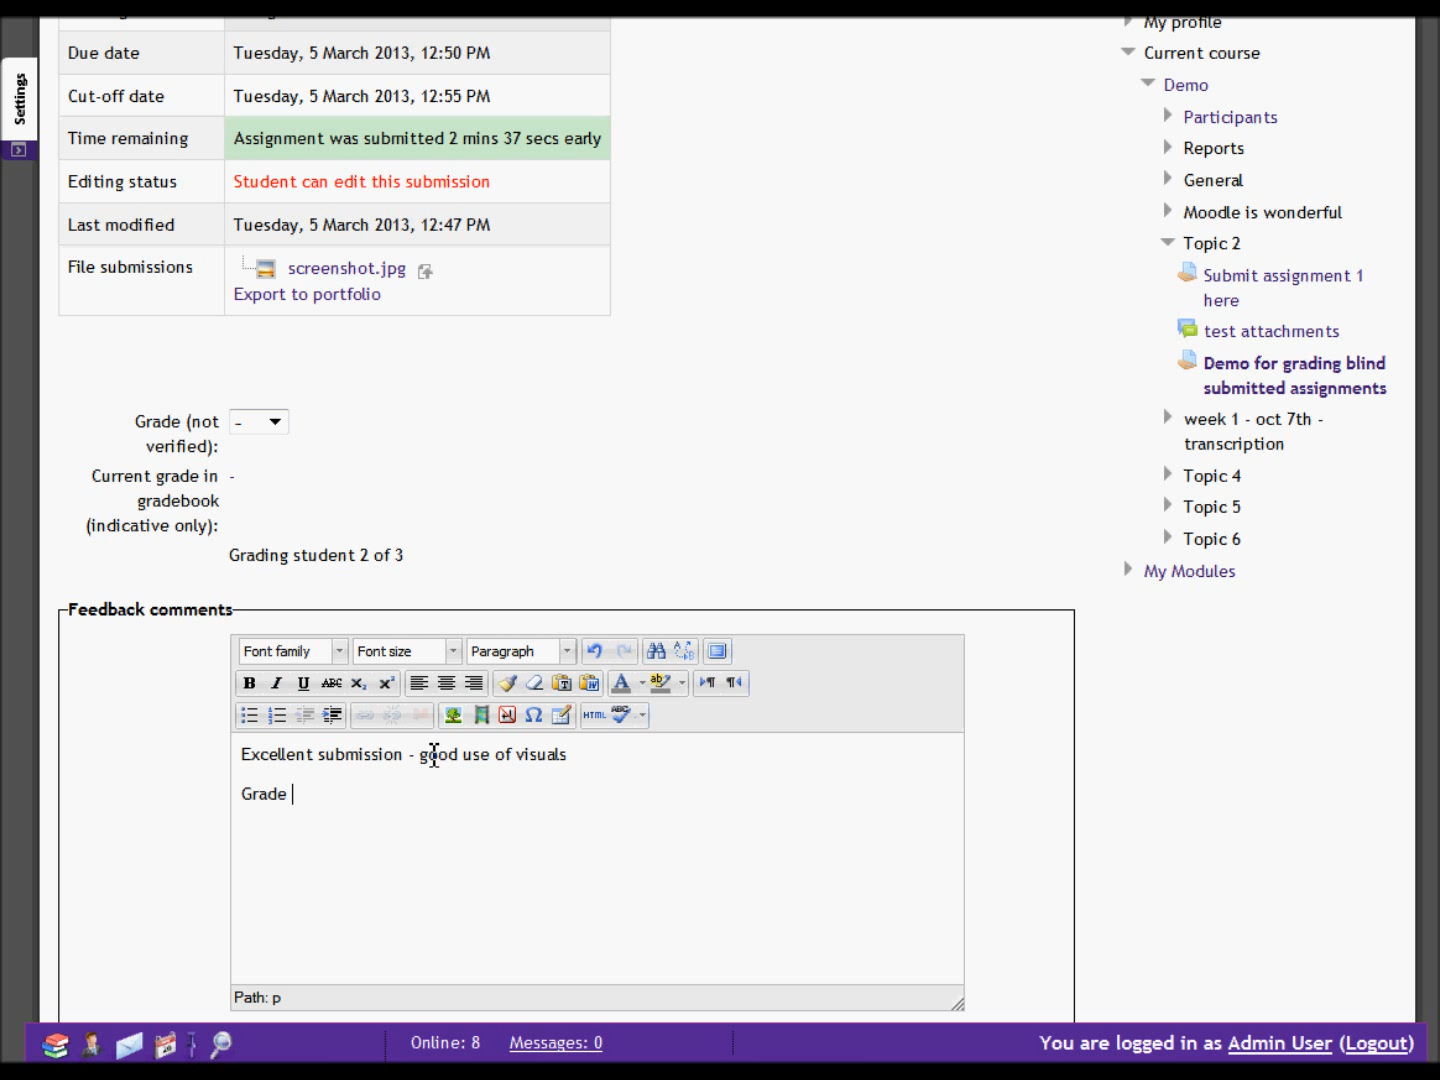 My profile
Due date Tuesday, 5 March 2013, 12:50 PM
Cut-off date Tuesday, 5 March 2013, 12:55 PM
Time remaining Assignment was submitted 2 mins 37 secs early
Editing status Student can edit this submission
Last modified Tuesday, 5 March 2013, 12:47 PM
File submissions screenshot.jpg
Export to portfolio
Settings
Grade (not verified): -
Current grade in gradebook (indicative only): -
Grading student 2 of 3
Feedback comments
Font family Font size Paragraph
B I U ABC X₂ X²
HTML ABC
Excellent submission - good use of visuals
Grade
Path: p
Current course
Demo
Participants
Reports
General
Moodle is wonderful
Topic 2
Submit assignment 1
here
test attachments
Demo for grading blind
submitted assignments
week 1 - oct 7th -
transcription
Topic 4
Topic 5
Topic 6
My Modules
Online: 8 Messages: 0 You are logged in as Admin User (Logout)